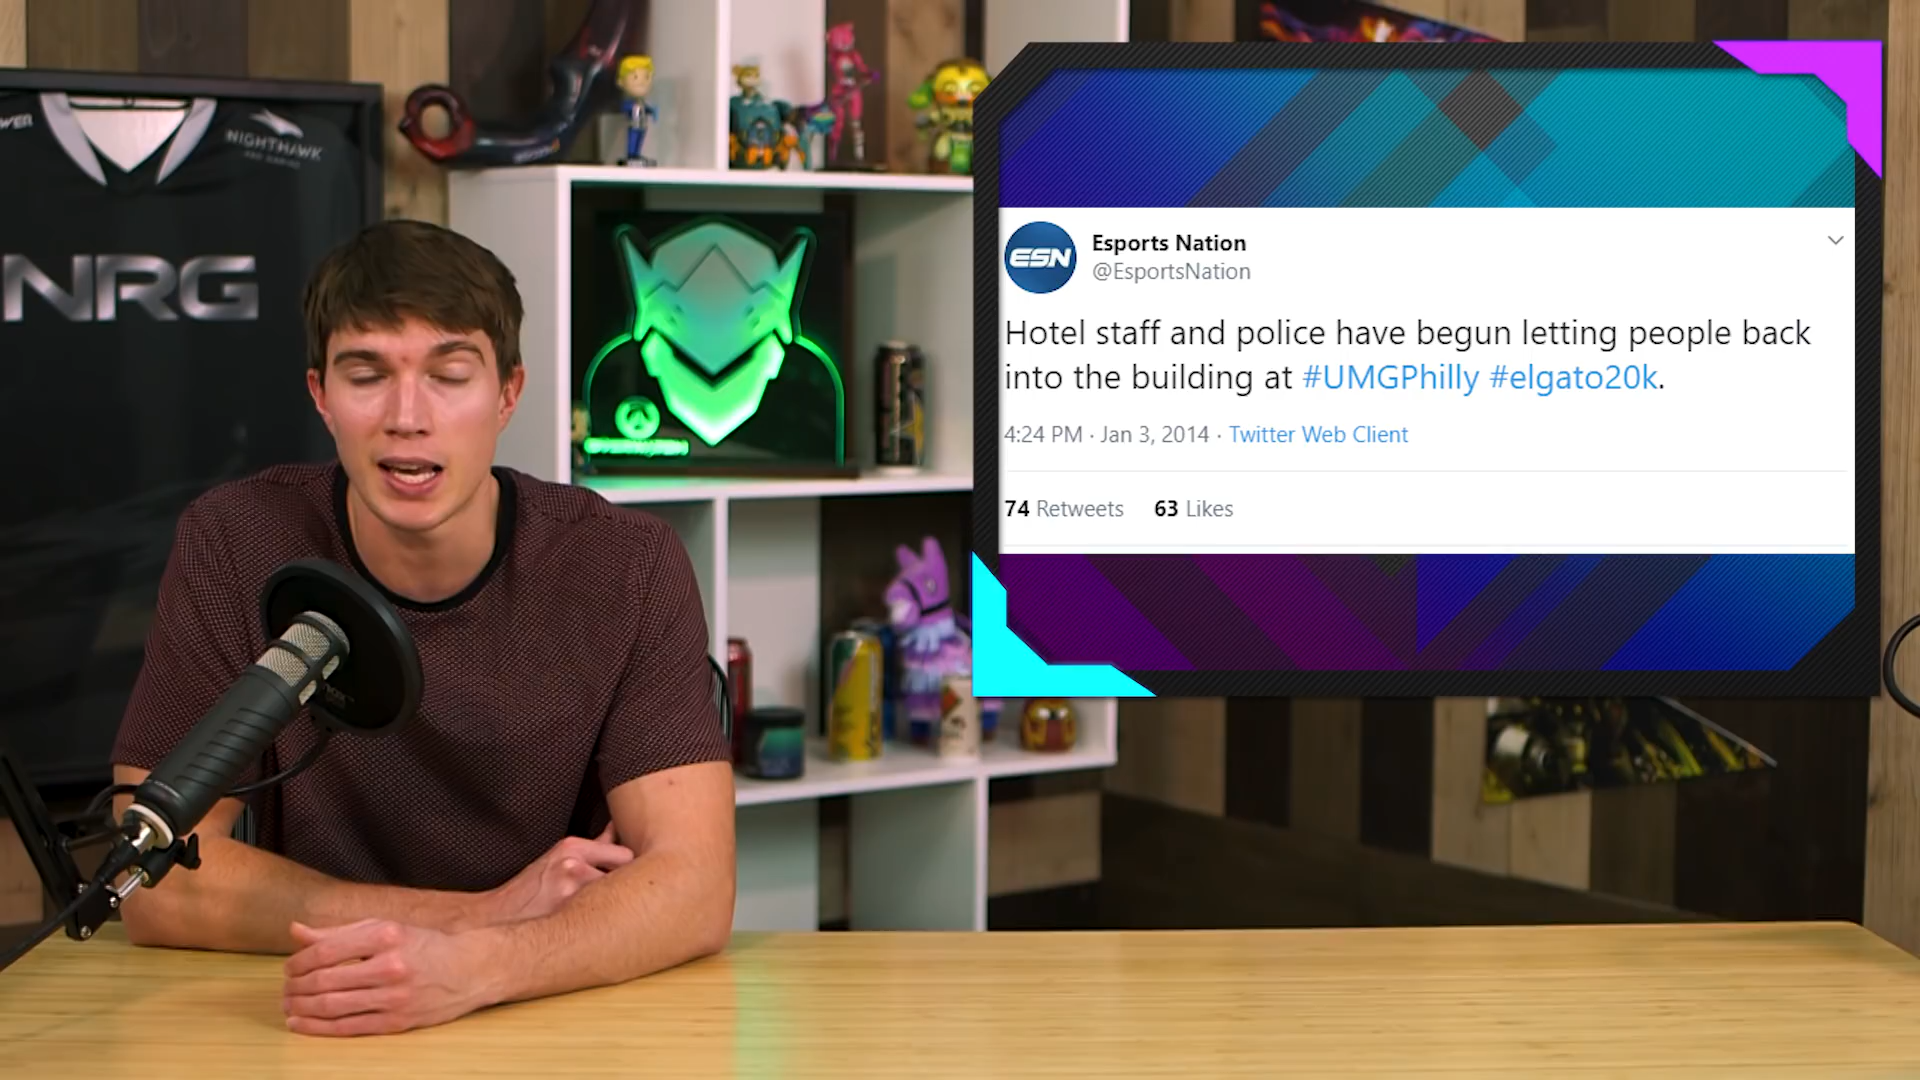 NIGHTHAWK
NRG
ESN
Esports Nation
@EsportsNation
Hotel staff and police have begun letting people back
into the building at #UMGPhilly #elgato20k.
4:24 PM · Jan 3, 2014 · Twitter Web Client
74 Retweets 63 Likes